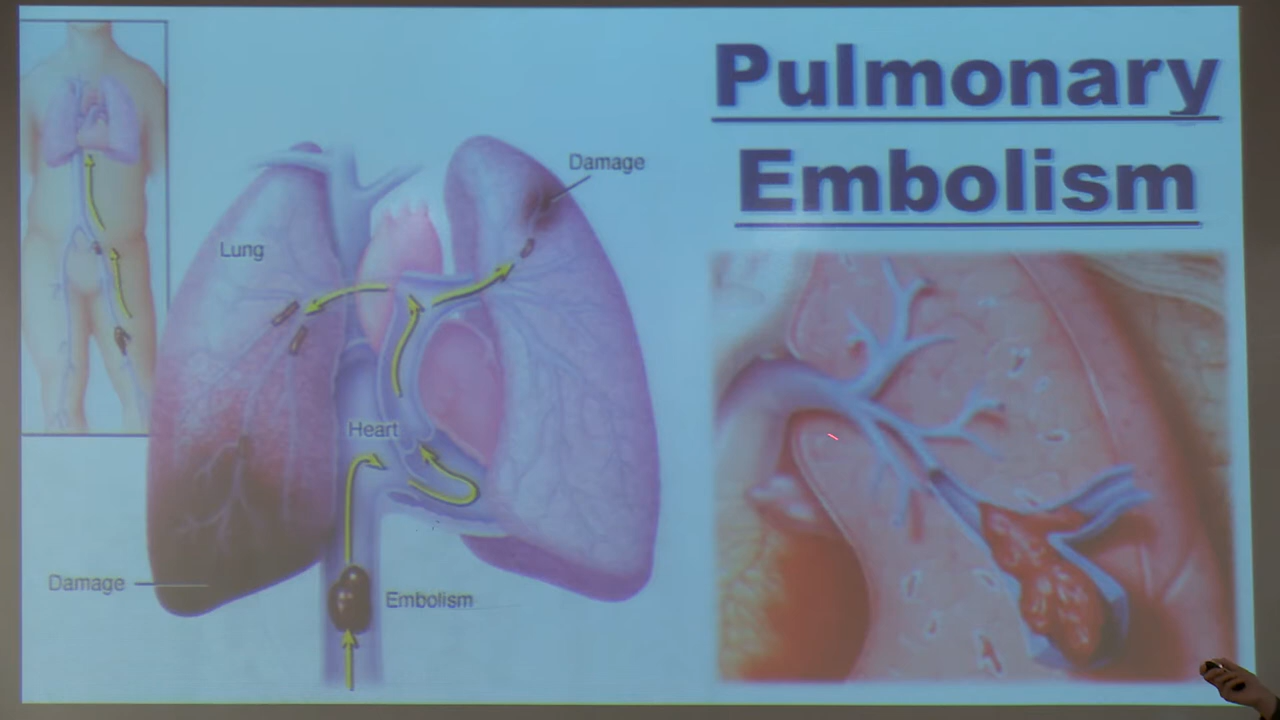 Pulmonary
Embolism
Damage
Lung
Heart
Damage
Embolism